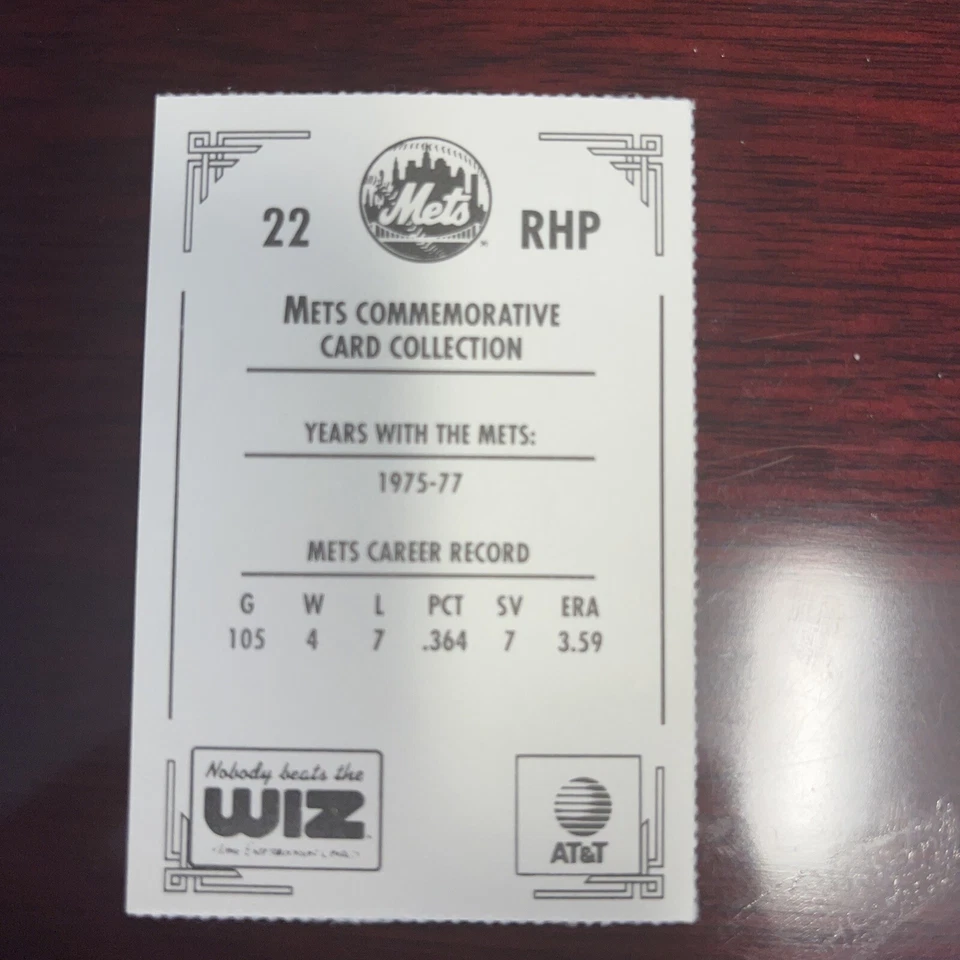 22
Mets
RHP
METS COMMEMORATIVE
CARD COLLECTION
YEARS WITH THE METS:
1975-77
METS CAREER RECORD
G W L PCT SV ERA
105 4 7 .364 7 3.59
Nobody beats the
WIZ
AT&T